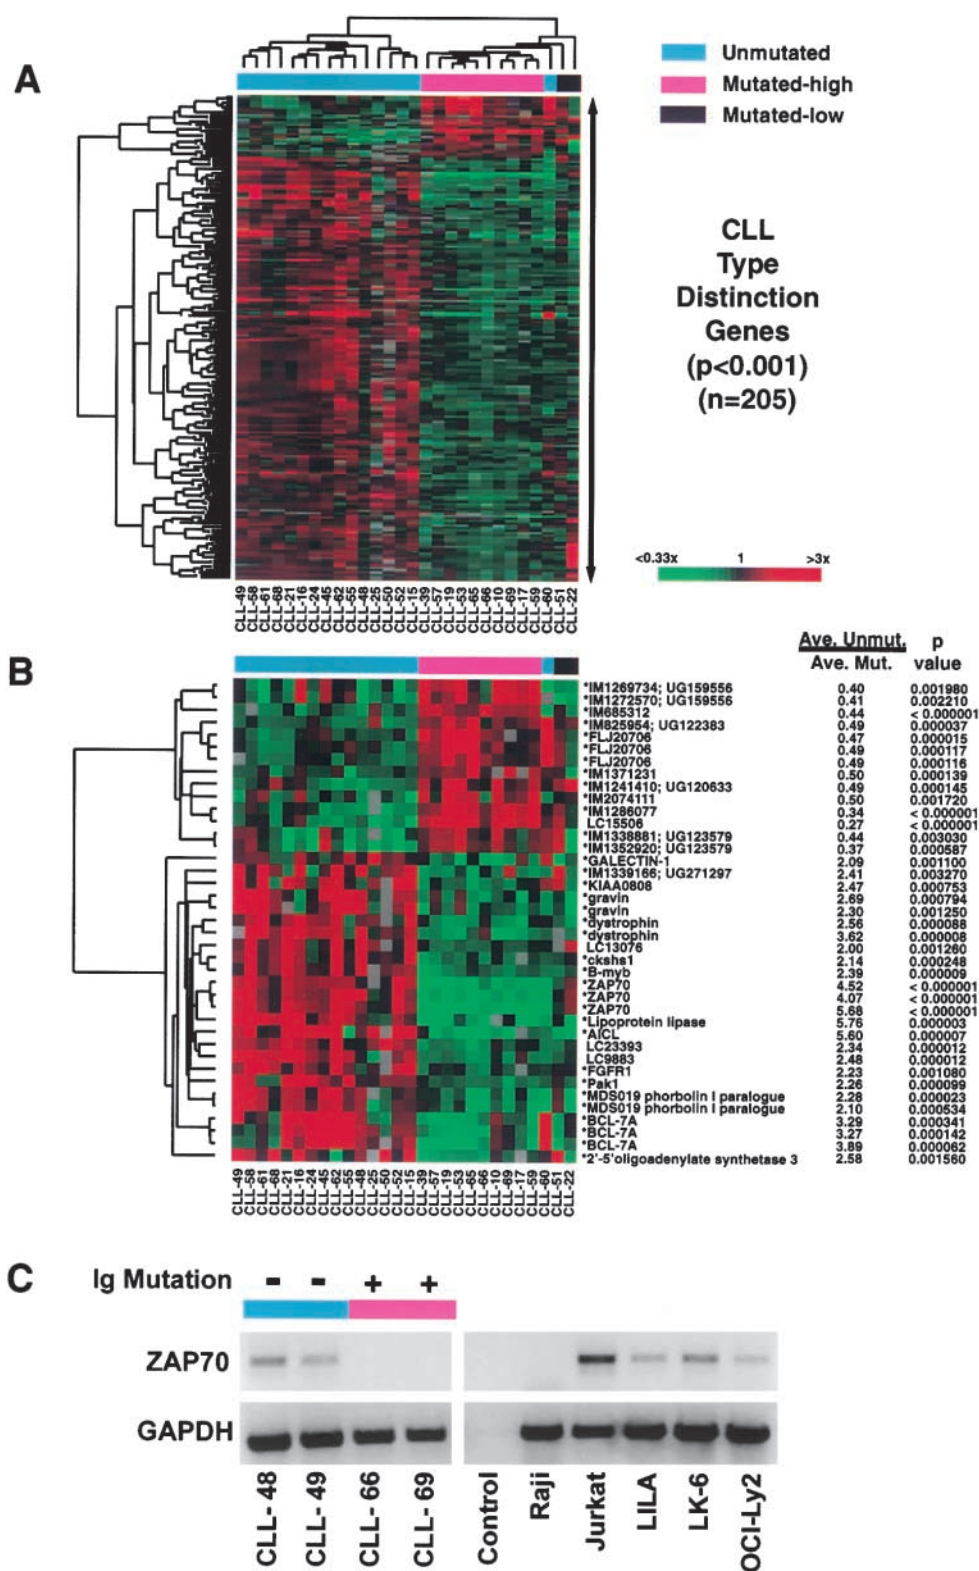 A
Unmutated
Mutated-high
Mutated-low
CLL
Type
Distinction
Genes
(p<0.001)
(n=205)
<0.33x 1 >3x
CLL-49
CLL-58
CLL-61
CLL-68
CLL-21
CLL-16
CLL-24
CLL-45
CLL-62
CLL-55
CLL-48
CLL-25
CLL-50
CLL-52
CLL-15
CLL-39
CLL-57
CLL-19
CLL-53
CLL-65
CLL-66
CLL-10
CLL-69
CLL-17
CLL-59
CLL-60
CLL-51
CLL-22
B
Ave. Unmut. p
Ave. Mut. value
*IM1269734; UG159556 0.40 0.001980
*IM1272570; UG159556 0.41 0.002210
*IM685312 0.44 < 0.000001
*IM825954; UG122383 0.49 0.000037
*FLJ20706 0.47 0.000015
*FLJ20706 0.49 0.000117
*FLJ20706 0.49 0.000116
*IM1371231 0.50 0.000139
*IM1241410; UG120633 0.49 0.000145
*IM2074111 0.50 0.001720
*IM1286077 0.34 < 0.000001
LC15506 0.27 < 0.000001
*IM1338881; UG123579 0.44 0.003030
*IM1352920; UG123579 0.37 0.000587
*GALECTIN-1 2.09 0.001100
*IM1339166; UG271297 2.41 0.003270
*KIAA0808 2.47 0.000753
*gravin 2.69 0.000794
*gravin 2.30 0.001250
*dystrophin 2.56 0.000088
*dystrophin 3.62 0.000008
LC13076 2.00 0.001260
*ckshs1 2.14 0.000248
*B-myb 2.39 0.000009
*ZAP70 4.52 < 0.000001
*ZAP70 4.07 < 0.000001
*ZAP70 5.68 < 0.000001
*Lipoprotein lipase 5.76 0.000003
*AICL 5.60 0.000007
LC23393 2.34 0.000012
LC9883 2.48 0.000012
*FGFR1 2.23 0.001080
*Pak1 2.26 0.000099
*MDS019 phorbolin I paralogue 2.28 0.000023
*MDS019 phorbolin I paralogue 2.10 0.000534
*BCL-7A 3.29 0.000341
*BCL-7A 3.27 0.000142
*BCL-7A 3.89 0.000062
*2'-5'oligoadenylate synthetase 3 2.58 0.001560
CLL-49
CLL-58
CLL-61
CLL-68
CLL-21
CLL-16
CLL-24
CLL-45
CLL-62
CLL-55
CLL-48
CLL-25
CLL-50
CLL-52
CLL-15
CLL-39
CLL-57
CLL-19
CLL-53
CLL-65
CLL-66
CLL-10
CLL-69
CLL-17
CLL-59
CLL-60
CLL-51
CLL-22
C
Ig Mutation - - + +
ZAP70
GAPDH
CLL- 48
CLL- 49
CLL- 66
CLL- 69
Control
Raji
Jurkat
LILA
LK-6
OCI-Ly2